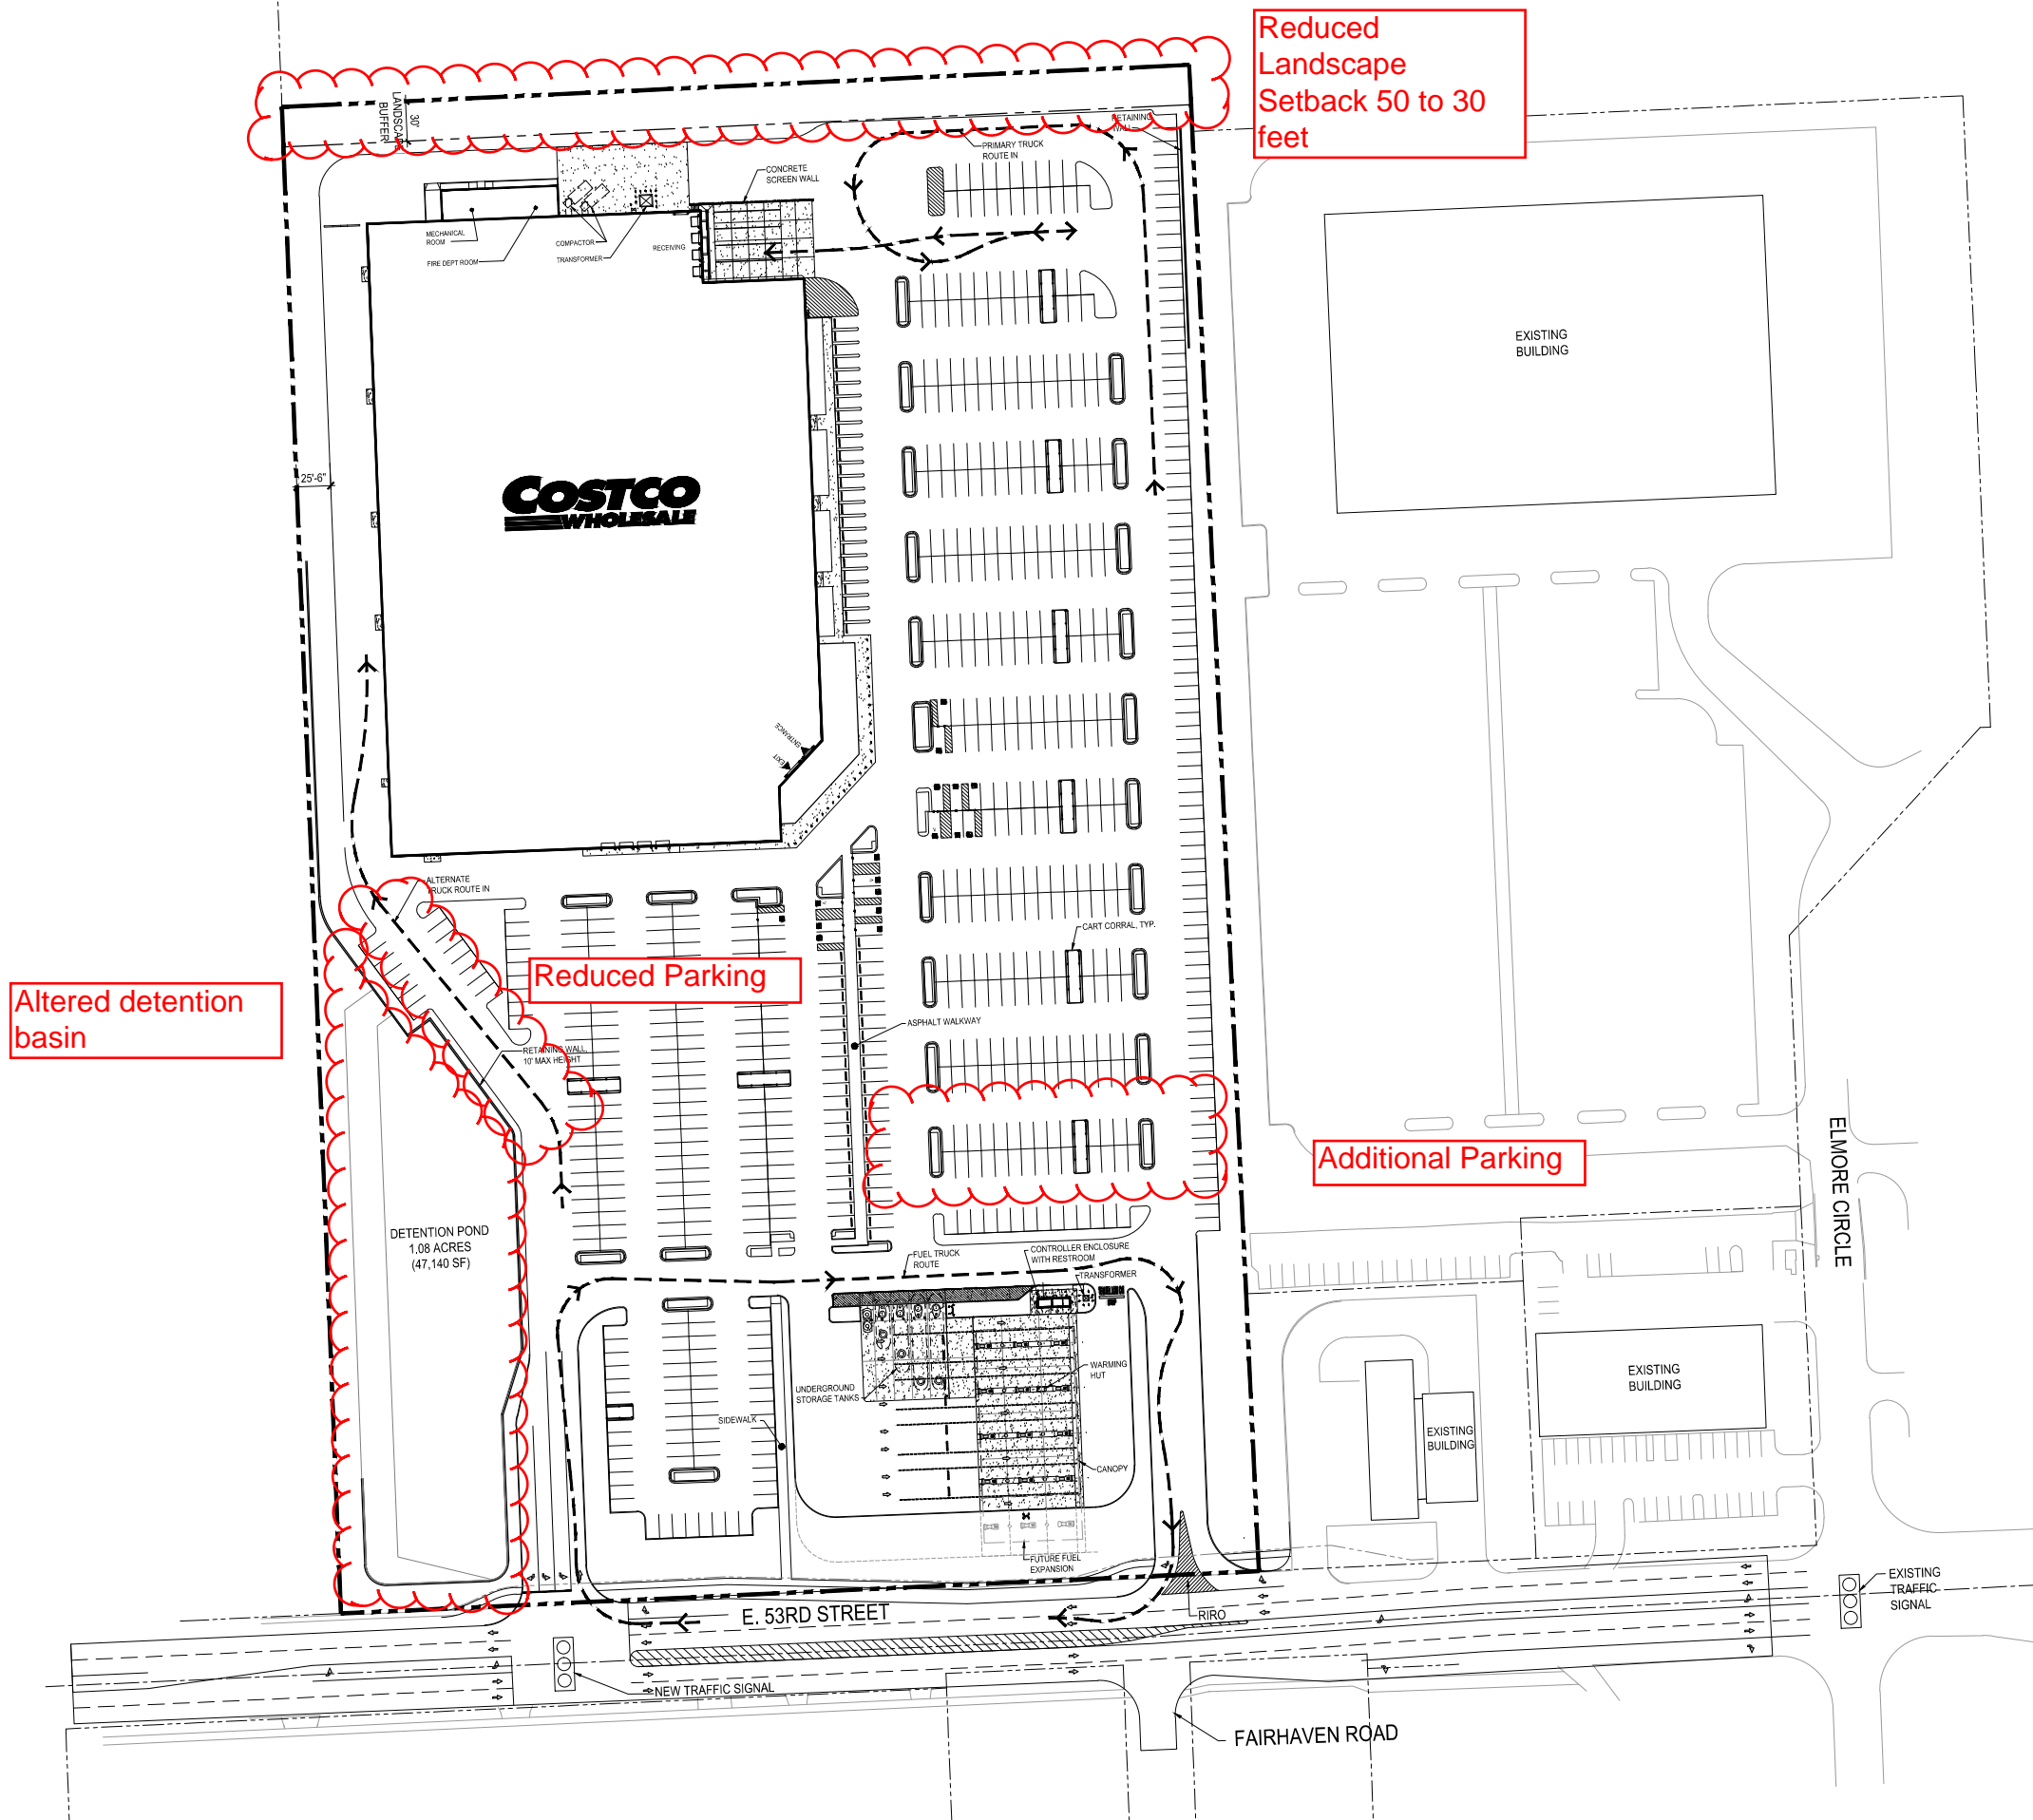 Reduced
Landscape
Setback 50 to 30
feet
30'
LANDSCAPE
BUFFER
RETAINING
WALL
PRIMARY TRUCK
ROUTE IN
CONCRETE
SCREEN WALL
MECHANICAL
ROOM
FIRE DEPT ROOM
COMPACTOR
TRANSFORMER
RECEIVING
EXISTING
BUILDING
25'-6"
COSTCO
WHOLESALE
ENTRANCE
EXIT
ALTERNATE
TRUCK ROUTE IN
CART CORRAL, TYP.
Reduced Parking
Altered detention
basin
ASPHALT WALKWAY
RETAINING WALL,
10' MAX HEIGHT
Additional Parking
ELMORE CIRCLE
DETENTION POND
1.08 ACRES
(47,140 SF)
FUEL TRUCK
ROUTE
CONTROLLER ENCLOSURE
WITH RESTROOM
TRANSFORMER
WARMING
HUT
UNDERGROUND
STORAGE TANKS
SIDEWALK
CANOPY
EXISTING
BUILDING
EXISTING
BUILDING
FUTURE FUEL
EXPANSION
EXISTING
TRAFFIC
SIGNAL
E. 53RD STREET
RIRO
NEW TRAFFIC SIGNAL
FAIRHAVEN ROAD